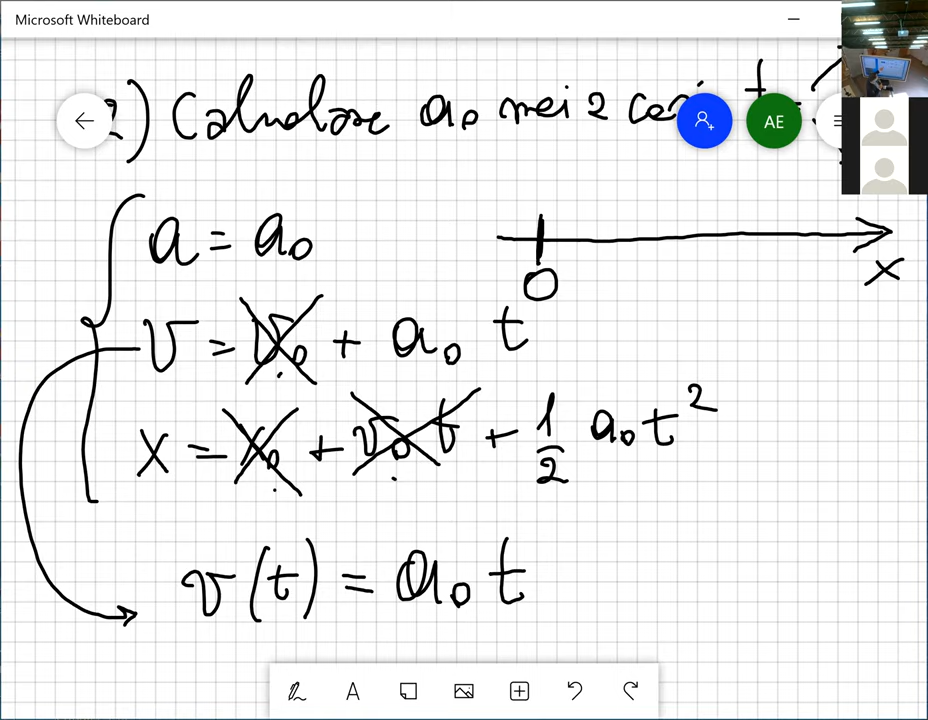 Microsoft Whiteboard
2) Calcolare a₀ nei 2 casi
AE
a = a₀
0
x
v = v₀ + a₀ t
x = x₀ + v₀ t + 1/2 a₀ t²
v(t) = a₀ t
A